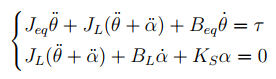 J_{eq}\ddot{\theta} + J_L(\ddot{\theta} + \ddot{\alpha}) + B_{eq}\dot{\theta} = \tau
J_L(\ddot{\theta} + \ddot{\alpha}) + B_L\dot{\alpha} + K_S\alpha = 0